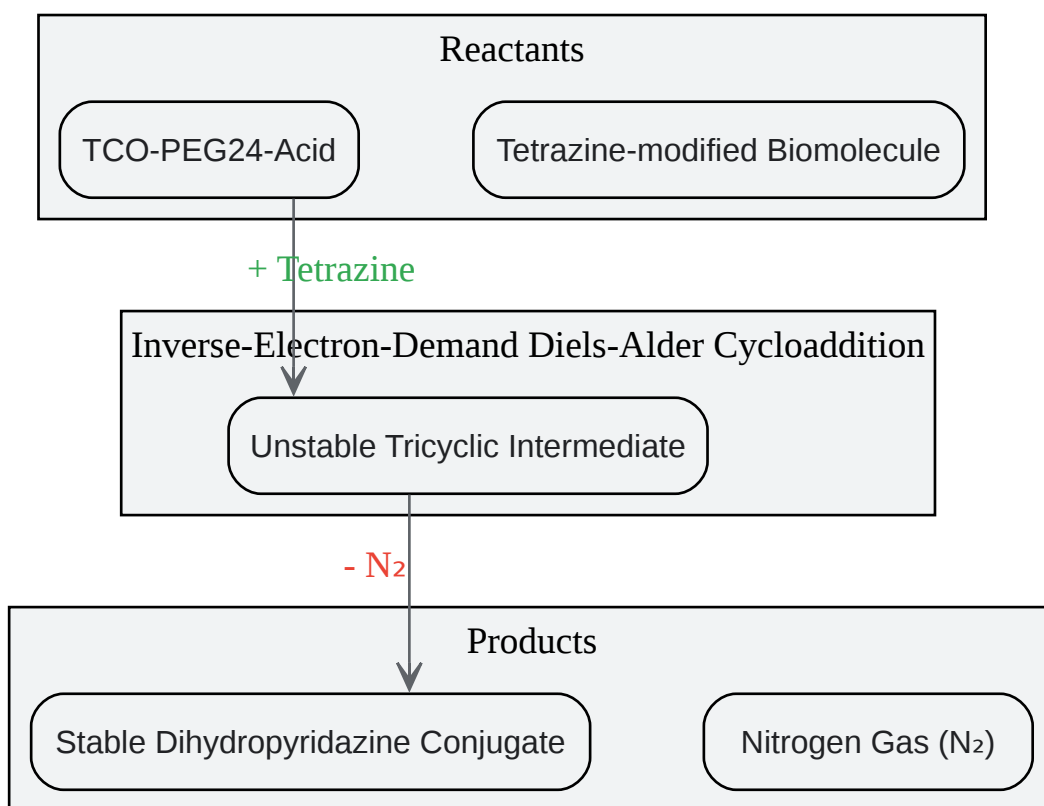 Reactants
TCO-PEG24-Acid
Tetrazine-modified Biomolecule
+ Tetrazine
Inverse-Electron-Demand Diels-Alder Cycloaddition
Unstable Tricyclic Intermediate
- N₂
Products
Stable Dihydropyridazine Conjugate
Nitrogen Gas (N₂)